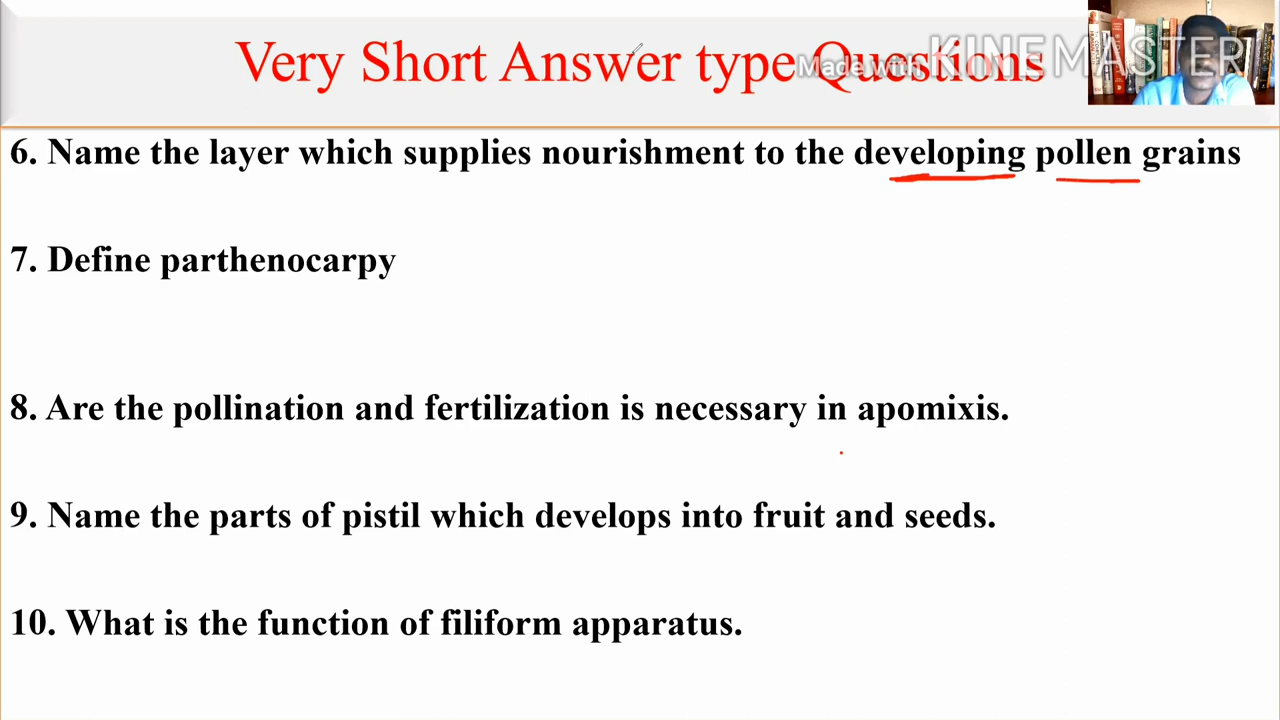 Very Short Answer type Questions
Made with KINEMASTER
6. Name the layer which supplies nourishment to the developing pollen grains
7. Define parthenocarpy
8. Are the pollination and fertilization is necessary in apomixis.
9. Name the parts of pistil which develops into fruit and seeds.
10. What is the function of filiform apparatus.